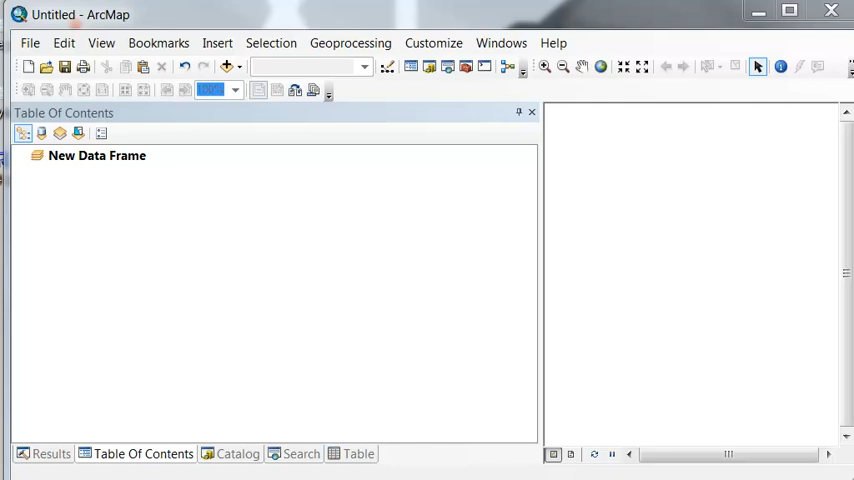 Untitled - ArcMap
File Edit View Bookmarks Insert Selection Geoprocessing Customize Windows Help
100%
Table Of Contents
New Data Frame
Results Table Of Contents Catalog Search Table